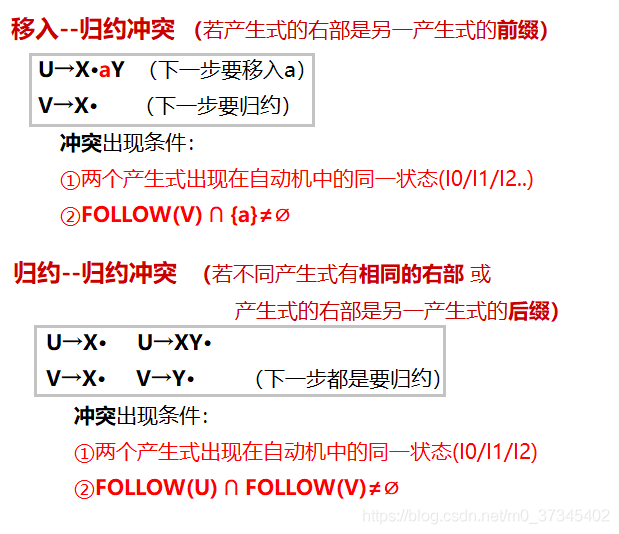 移入--归约冲突 （若产生式的右部是另一产生式的前缀）
U→X•aY （下一步要移入a）
V→X• （下一步要归约）
冲突出现条件：
①两个产生式出现在自动机中的同一状态(I0/I1/I2..)
②FOLLOW(V) ∩ {a}≠∅
归约--归约冲突 （若不同产生式有相同的右部 或
产生式的右部是另一产生式的后缀）
U→X• U→XY•
V→X• V→Y• （下一步都是要归约）
冲突出现条件：
①两个产生式出现在自动机中的同一状态(I0/I1/I2)
②FOLLOW(U) ∩ FOLLOW(V)≠∅
https://blog.csdn.net/m0_37345402